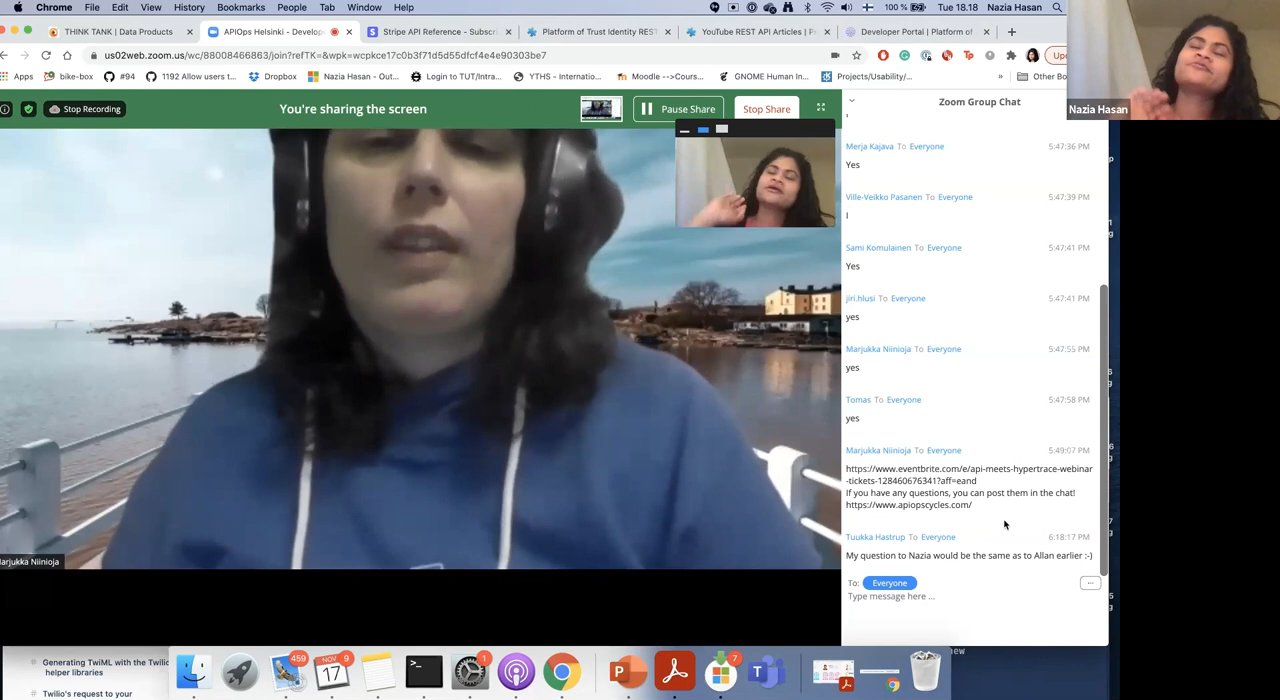 Chrome File Edit View History Bookmarks People Tab Window Help 100 % Tue 18.18 Nazia Hasan
THINK TANK | Data Products
APIOps Helsinki - Develop
Stripe API Reference - Subscri
Platform of Trust Identity REST
YouTube REST API Articles | P
Developer Portal | Platform of
us02web.zoom.us/wc/88008466863/join?refTK=&wpk=wcpkce17c0b3f71d5d55dfcf4e4e90303be7
Apps bike-box #94 1192 Allow users t... Dropbox Nazia Hasan - Out... Login to TUT/Intra... YTHS - Internatio... Moodle -->Cours... GNOME Human In... Projects/Usability/... » Other Bo
Stop Recording
You're sharing the screen
Pause Share
Stop Share
Nazia Hasan
Zoom Group Chat
Merja Kajava To Everyone 5:47:36 PM
Yes
Ville-Veikko Pasanen To Everyone 5:47:39 PM
I
Sami Komulainen To Everyone 5:47:41 PM
Yes
jiri.hlusi To Everyone 5:47:41 PM
yes
Marjukka Niinioja To Everyone 5:47:55 PM
yes
Tomas To Everyone 5:47:58 PM
yes
Marjukka Niinioja To Everyone 5:49:07 PM
https://www.eventbrite.com/e/api-meets-hypertrace-webinar
-tickets-128460676341?aff=eand
If you have any questions, you can post them in the chat!
https://www.apiopscycles.com/
Tuukka Hastrup To Everyone 6:18:17 PM
My question to Nazia would be the same as to Allan earlier :-)
To: Everyone ...
Type message here ...
arjukka Niinioja
# Generating TwiML with the Twilio
helper libraries
# Twilio's request to your
459
NOV 9
17
1
7